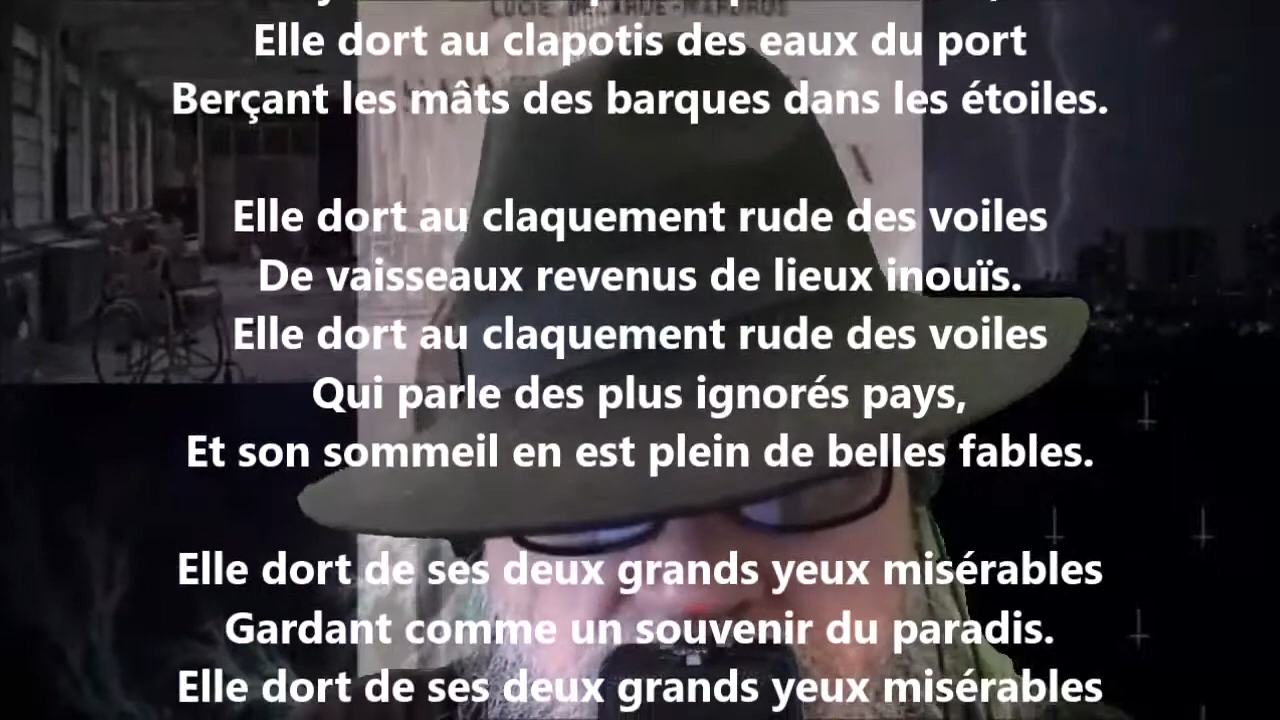 LUCIE DELARUE-MARDRUS
Elle dort au clapotis des eaux du port
Berçant les mâts des barques dans les étoiles.
Elle dort au claquement rude des voiles
De vaisseaux revenus de lieux inouïs.
Elle dort au claquement rude des voiles
Qui parle des plus ignorés pays,
Et son sommeil en est plein de belles fables.
Elle dort de ses deux grands yeux misérables
Gardant comme un souvenir du paradis.
Elle dort de ses deux grands yeux misérables